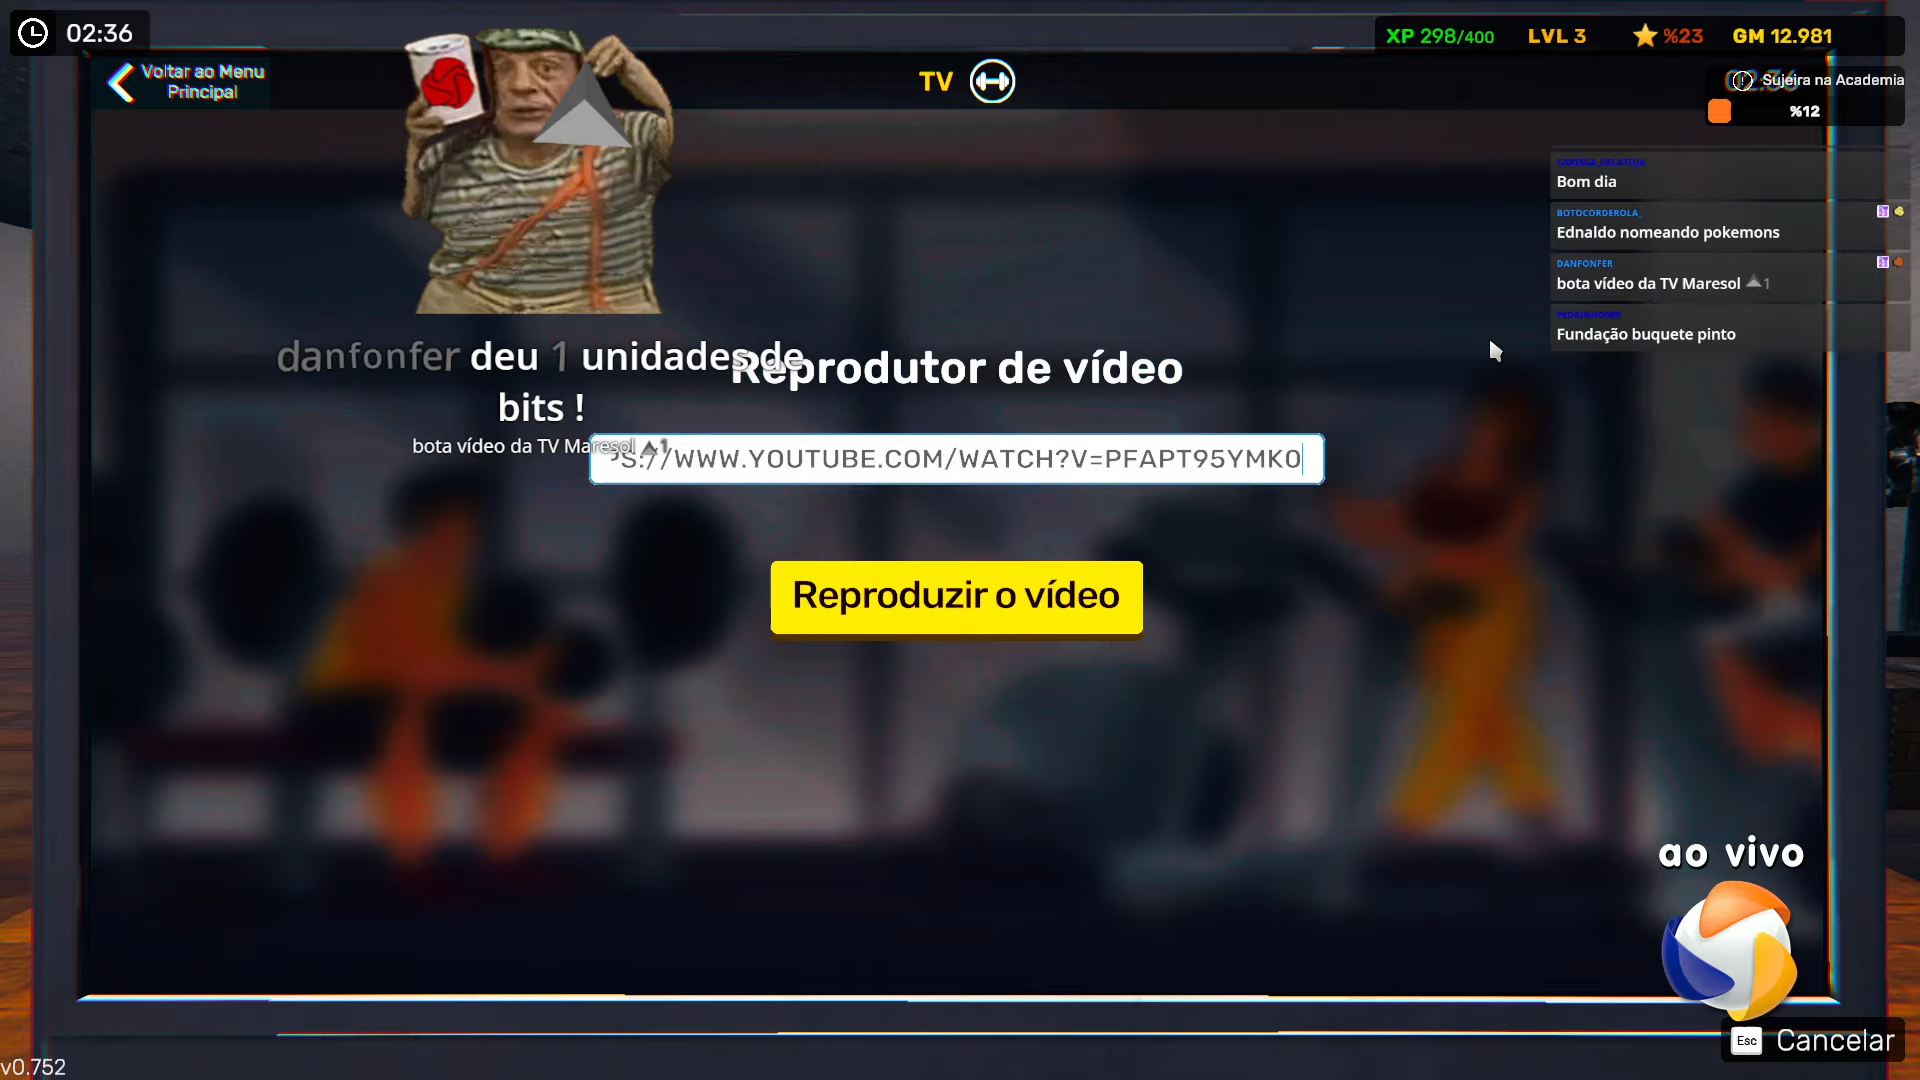 02:36
XP 298/400 LVL 3 %23 GM 12.981
Voltar ao Menu
Principal
TV
Sujeira na Academia
%12
Bom dia
BOTOCORDEROLA_
Ednaldo nomeando pokemons
DANFONFER
bota vídeo da TV Maresol 1
Fundação buquete pinto
danfonfer deu 1 unidades de
bits !
bota vídeo da TV Maresol 1
Reprodutor de vídeo
PS://WWW.YOUTUBE.COM/WATCH?V=PFAPT95YMK0
Reproduzir o vídeo
ao vivo
Esc Cancelar
v0.752